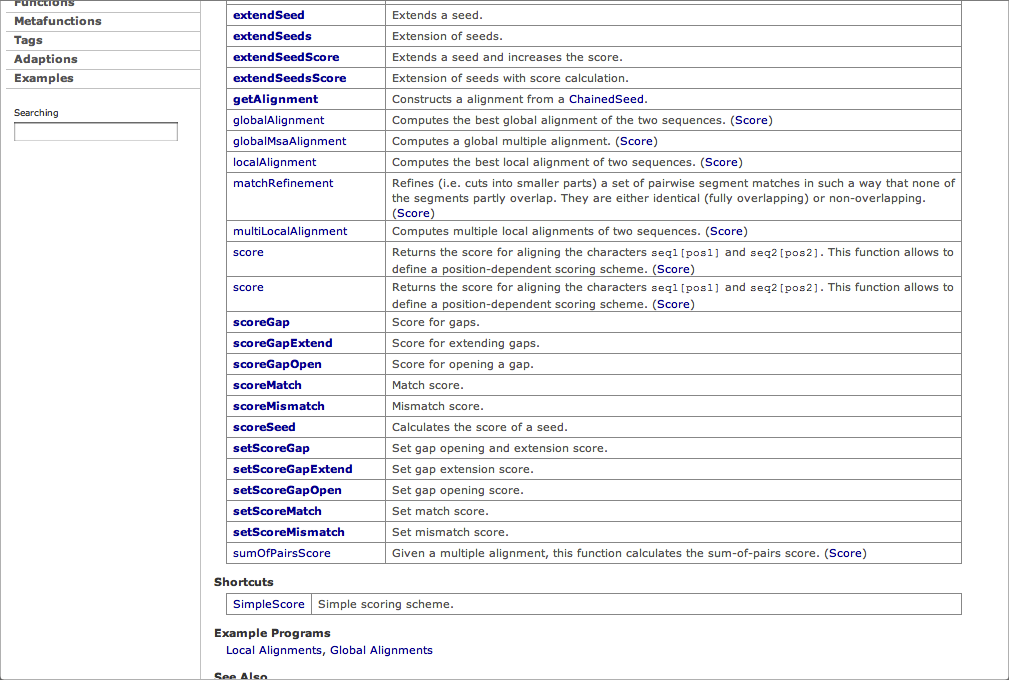 Functions
Metafunctions
Tags
Adaptions
Examples
Searching
extendSeed Extends a seed.
extendSeeds Extension of seeds.
extendSeedScore Extends a seed and increases the score.
extendSeedsScore Extension of seeds with score calculation.
getAlignment Constructs a alignment from a ChainedSeed.
globalAlignment Computes the best global alignment of the two sequences. (Score)
globalMsaAlignment Computes a global multiple alignment. (Score)
localAlignment Computes the best local alignment of two sequences. (Score)
matchRefinement Refines (i.e. cuts into smaller parts) a set of pairwise segment matches in such a way that none of
the segments partly overlap. They are either identical (fully overlapping) or non-overlapping.
(Score)
multiLocalAlignment Computes multiple local alignments of two sequences. (Score)
score Returns the score for aligning the characters seq1[pos1] and seq2[pos2]. This function allows to
define a position-dependent scoring scheme. (Score)
score Returns the score for aligning the characters seq1[pos1] and seq2[pos2]. This function allows to
define a position-dependent scoring scheme. (Score)
scoreGap Score for gaps.
scoreGapExtend Score for extending gaps.
scoreGapOpen Score for opening a gap.
scoreMatch Match score.
scoreMismatch Mismatch score.
scoreSeed Calculates the score of a seed.
setScoreGap Set gap opening and extension score.
setScoreGapExtend Set gap extension score.
setScoreGapOpen Set gap opening score.
setScoreMatch Set match score.
setScoreMismatch Set mismatch score.
sumOfPairsScore Given a multiple alignment, this function calculates the sum-of-pairs score. (Score)
Shortcuts
SimpleScore Simple scoring scheme.
Example Programs
Local Alignments, Global Alignments
See Also